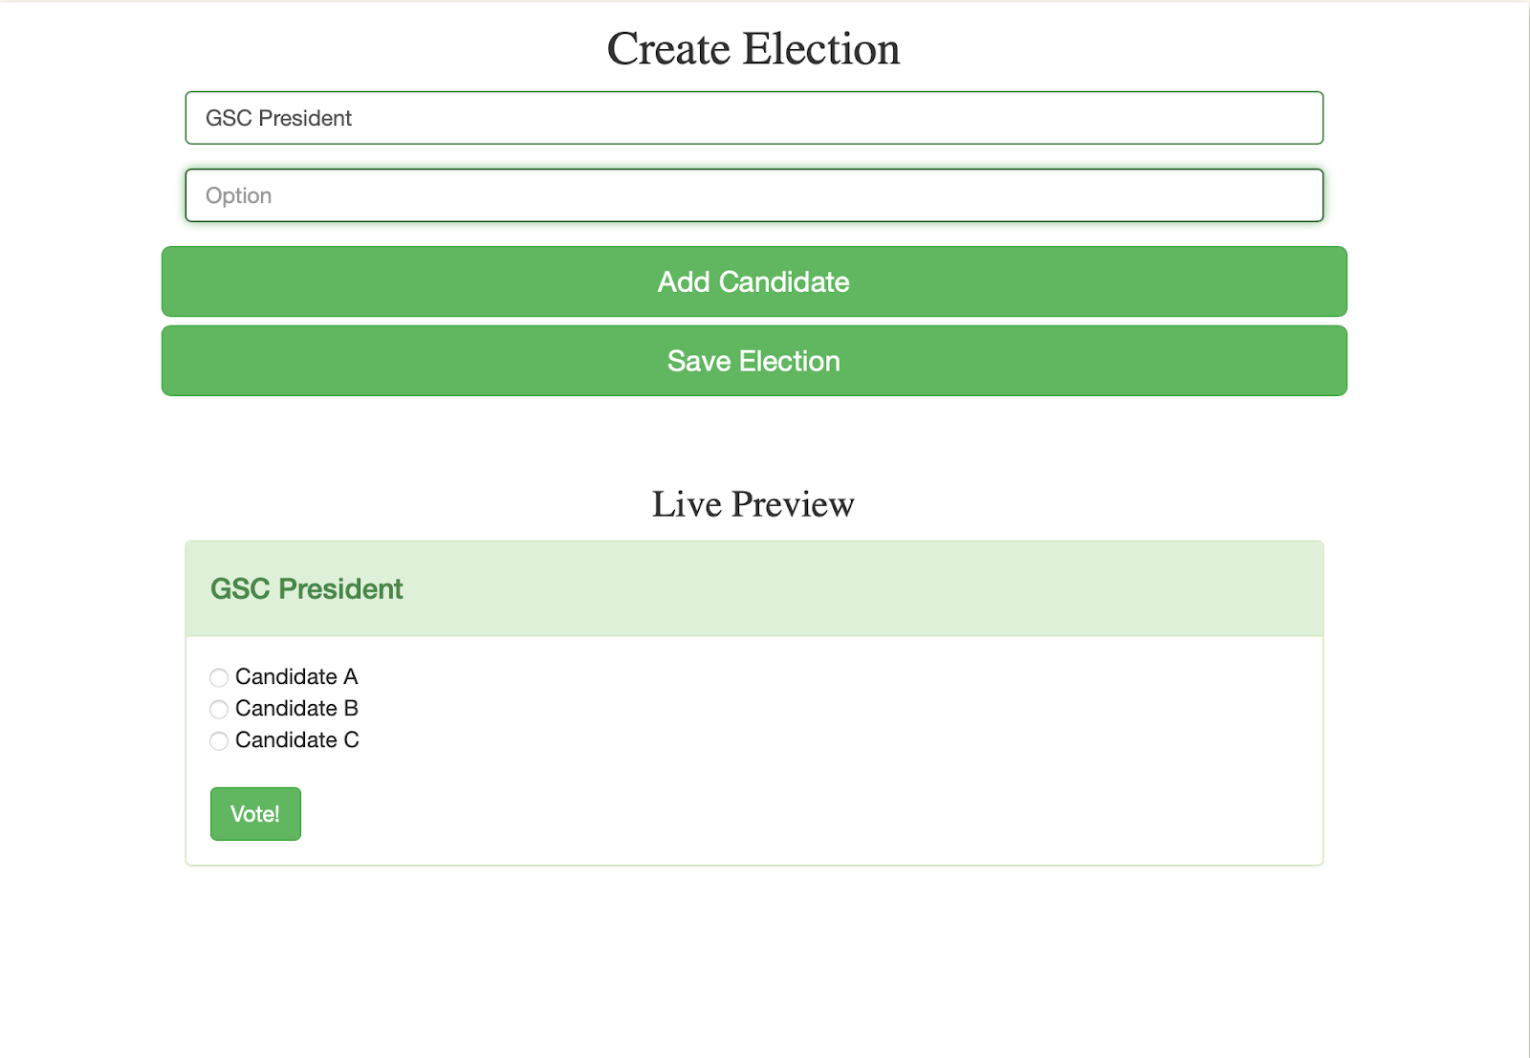 Create Election
GSC President
Option
Add Candidate
Save Election
Live Preview
GSC President
Candidate A
Candidate B
Candidate C
Vote!